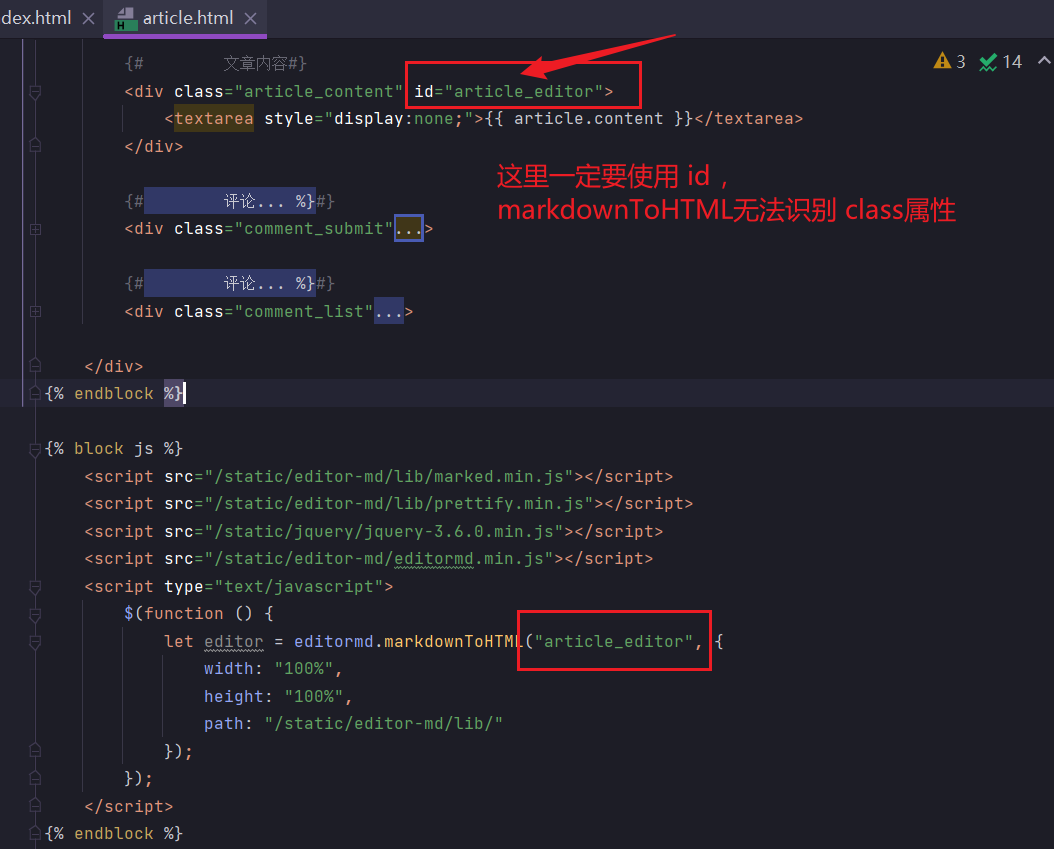 dex.html
article.html
3 14
{# 文章内容#}
<div class="article_content" id="article_editor">
<textarea style="display:none;">{{ article.content }}</textarea>
</div>
这里一定要使用 id，
markdownToHTML无法识别 class属性
{# 评论... %}#}
<div class="comment_submit"...>
{# 评论... %}#}
<div class="comment_list"...>
</div>
{% endblock %}
{% block js %}
<script src="/static/editor-md/lib/marked.min.js"></script>
<script src="/static/editor-md/lib/prettify.min.js"></script>
<script src="/static/jquery/jquery-3.6.0.min.js"></script>
<script src="/static/editor-md/editormd.min.js"></script>
<script type="text/javascript">
$(function () {
let editor = editormd.markdownToHTML("article_editor", {
width: "100%",
height: "100%",
path: "/static/editor-md/lib/"
});
});
</script>
{% endblock %}